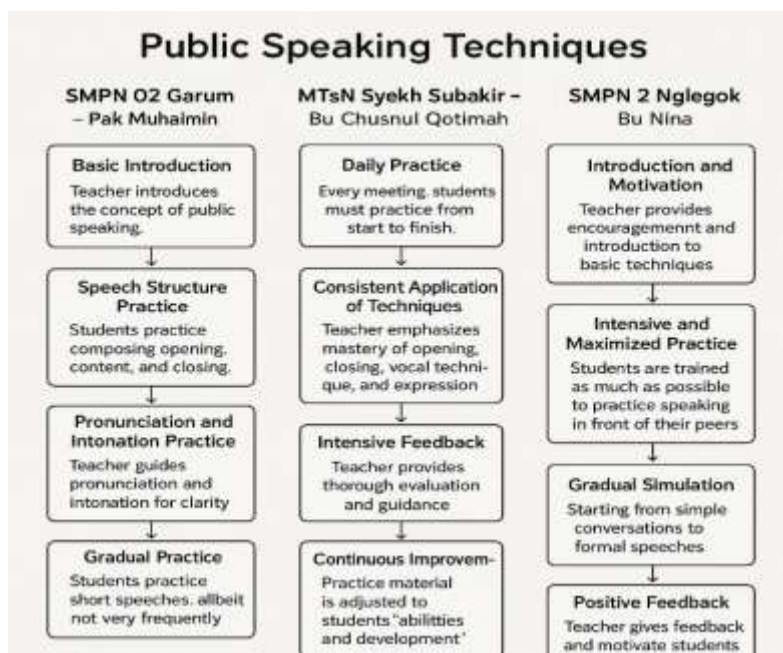 Public Speaking Techniques
SMPN 02 Garum
– Pak Muhaimin
Basic Introduction
Teacher introduces
the concept of public
speaking.
Speech Structure
Practice
Students practice
composing opening.
content, and closing.
Pronunciation and
Intonation Practice
Teacher guides
pronunciation and
intonation for clarity
Gradual Practice
Students practice
short speeches. allbeit
not very frequently
MTsN Syekh Subakir –
Bu Chusnul Qotimah
Daily Practice
Every meeting. students
must practice from
start to finish.
Consistent Application
of Techniques
Teacher emphasizes
mastery of opening,
closing, vocal techni-
que, and expression
Intensive Feedback
Teacher provides
thorough evaluation
and guidance
Continuous Improvem-
Practice material
is adjusted to
students "abilitties
and development'
SMPN 2 Nglegok
Bu Nina
Introduction and
Motivation
Teacher provides
encouragemennt and
introduction to
basic techniques
Intensive and
Maximized Practice
Students are trained
as much as possible
to practice speaking
in front of their peers
Gradual Simulation
Starting from simple
conversations to
formal speeches
Positive Feedback
Teacher gives feedback
and motivate students